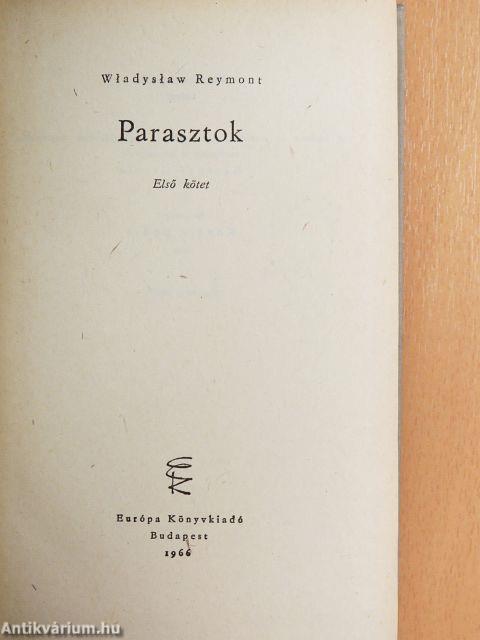 Władysław Reymont
Parasztok
Első kötet
Európa Könyvkiadó
Budapest
1966
Antikvárium.hu